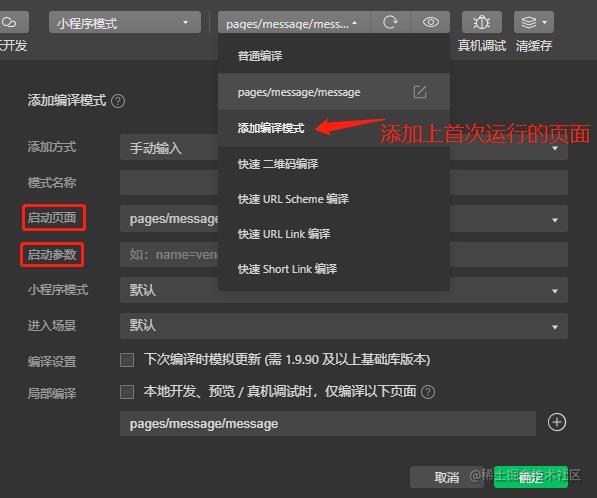 小程序模式
pages/message/mess...
天开发
真机调试
清缓存
普通编译
pages/message/message
添加编译模式
快速 二维码编译
快速 URL Scheme 编译
快速 URL Link 编译
快速 Short Link 编译
添加上首次运行的页面
添加编译模式
添加方式
手动输入
模式名称
启动页面
pages/message
启动参数
如：name=vend
小程序模式
默认
进入场景
默认
编译设置
下次编译时模拟更新 (需 1.9.90 及以上基础库版本)
局部编译
本地开发、预览 / 真机调试时，仅编译以下页面
pages/message/message
取消
确定
@稀土掘金技术社区